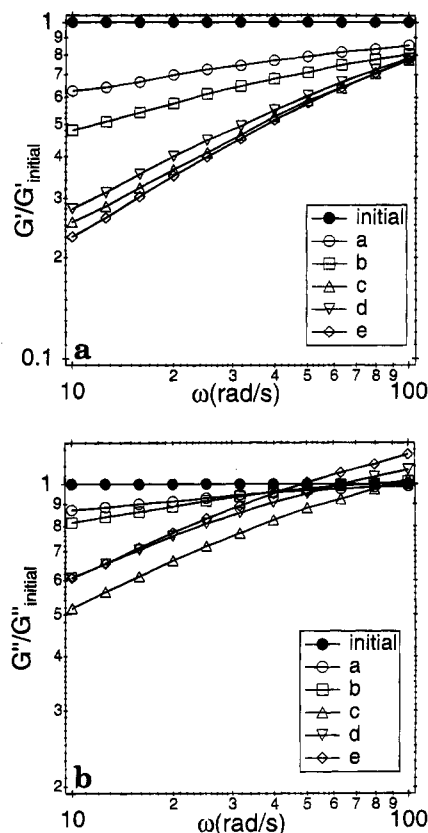 1
9
8
7
6
5
4
3
2
0.1
G'/G'initial
initial
a
b
c
d
e
a
10 2 3 4 5 6 7 8 9 100
ω(rad/s)
1
9
8
7
6
5
4
3
2
G"/G"initial
initial
a
b
c
d
e
b
10 2 3 4 5 6 7 8 9 100
ω(rad/s)